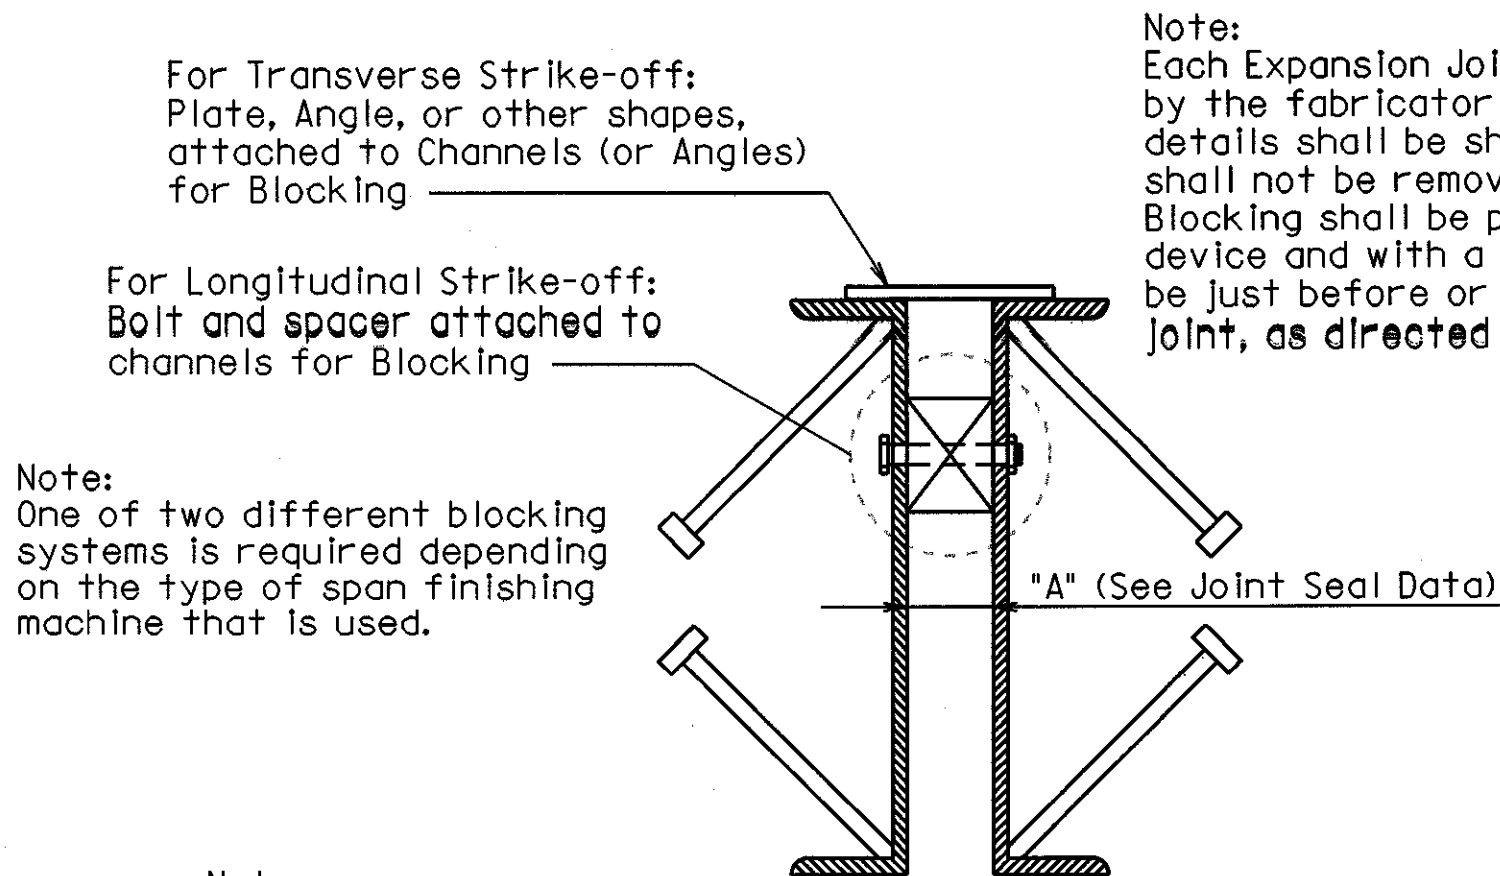 For Transverse Strike-off:
Plate, Angle, or other shapes,
attached to Channels (or Angles)
for Blocking
For Longitudinal Strike-off:
Bolt and spacer attached to
channels for Blocking
Note:
One of two different blocking
systems is required depending
on the type of span finishing
machine that is used.
Note:
Each Expansion Joi
by the fabricator
details shall be sh
shall not be remov
Blocking shall be p
device and with a
be just before or
joint, as directed
"A" (See Joint Seal Data)